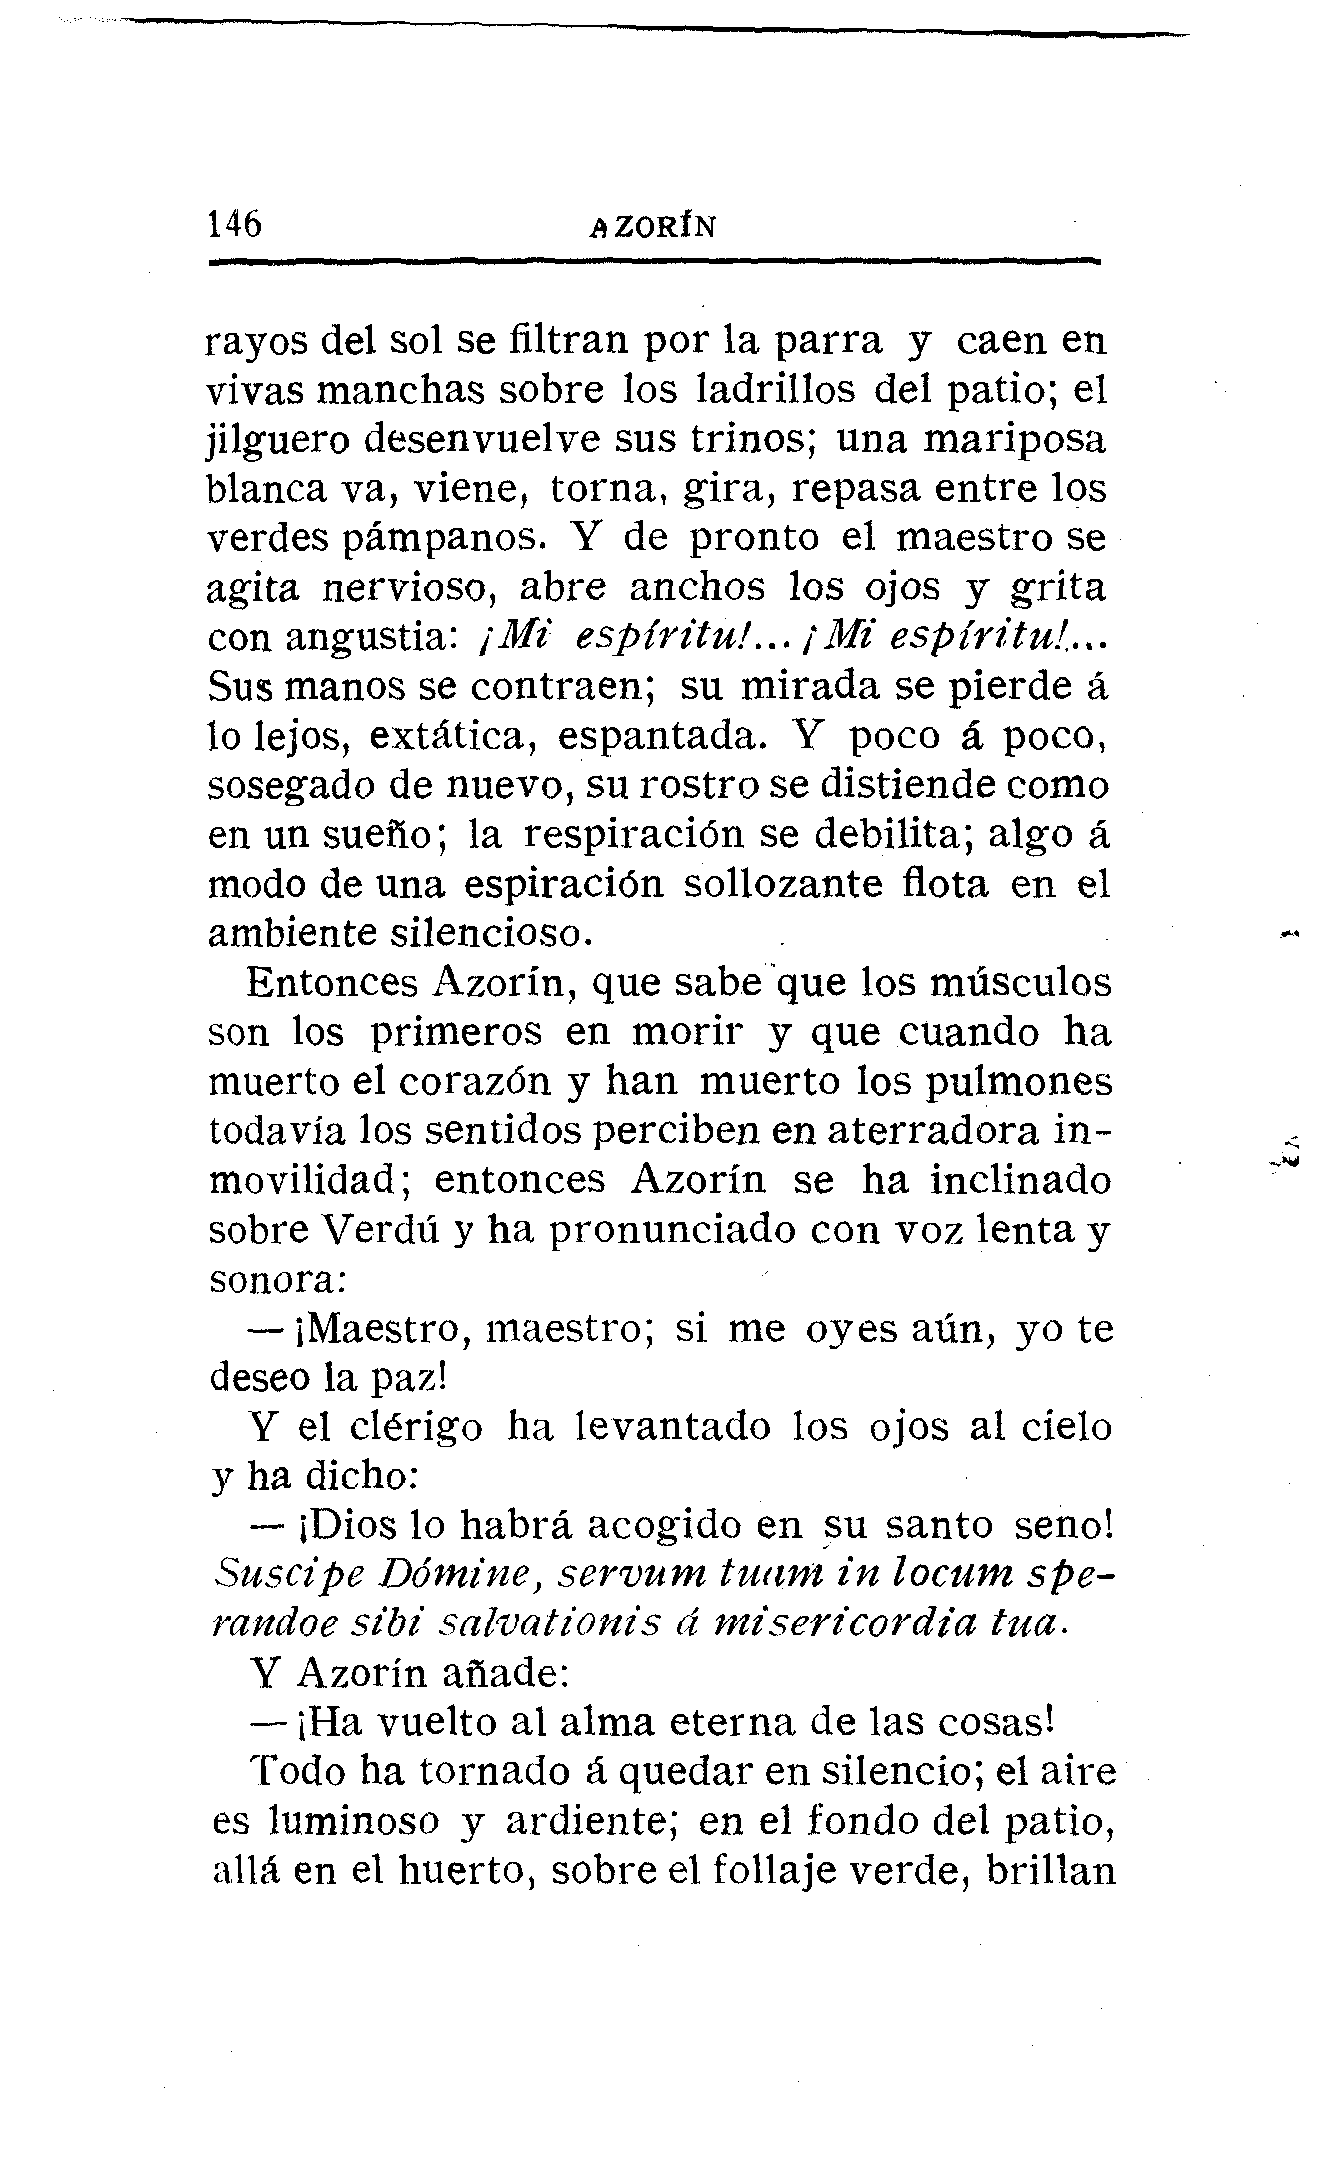 146 AZORÍN
rayos del sol se filtran por la parra y caen en
vivas manchas sobre los ladrillos del patio; el
jilguero desenvuelve sus trinos; una mariposa
blanca va, viene, torna, gira, repasa entre los
verdes pámpanos. Y de pronto el maestro se
agita nervioso, abre anchos los ojos y grita
con angustia: ¡Mi espíritu!... ¡Mi espíritu!...
Sus manos se contraen; su mirada se pierde á
lo lejos, extática, espantada. Y poco á poco,
sosegado de nuevo, su rostro se distiende como
en un sueño; la respiración se debilita; algo á
modo de una espiración sollozante flota en el
ambiente silencioso.
Entonces Azorín, que sabe que los músculos
son los primeros en morir y que cuando ha
muerto el corazón y han muerto los pulmones
todavía los sentidos perciben en aterradora in-
movilidad; entonces Azorín se ha inclinado
sobre Verdú y ha pronunciado con voz lenta y
sonora:
— ¡Maestro, maestro; si me oyes aún, yo te
deseo la paz!
Y el clérigo ha levantado los ojos al cielo
y ha dicho:
— ¡Dios lo habrá acogido en su santo seno!
Suscipe Dómine, servum tuam in locum spe-
randoe sibi salvationis á misericordia tua.
Y Azorín añade:
— ¡Ha vuelto al alma eterna de las cosas!
Todo ha tornado á quedar en silencio; el aire
es luminoso y ardiente; en el fondo del patio,
allá en el huerto, sobre el follaje verde, brillan